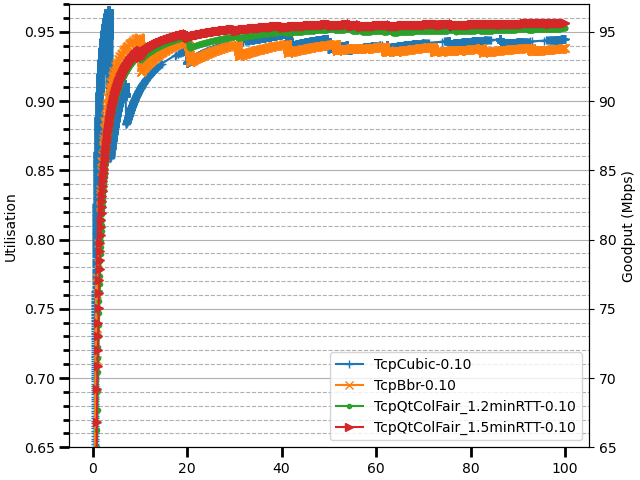 0.95
0.90
0.85
0.80
0.75
0.70
0.65
Utilisation
95
90
85
80
75
70
65
Goodput (Mbps)
TcpCubic-0.10
TcpBbr-0.10
TcpQtColFair_1.2minRTT-0.10
TcpQtColFair_1.5minRTT-0.10
0 20 40 60 80 100